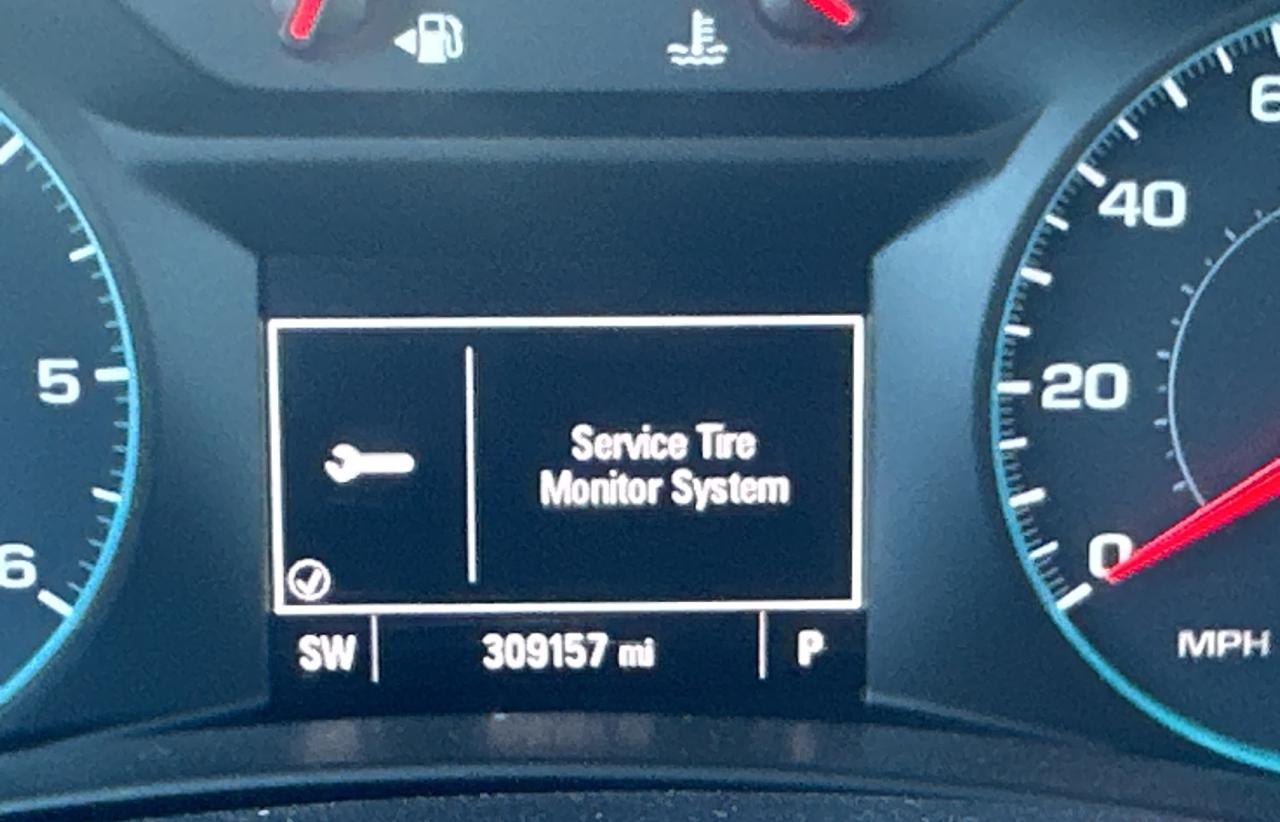 5
6
Service Tire
Monitor System
SW 309157 mi P
40
20
0
MPH